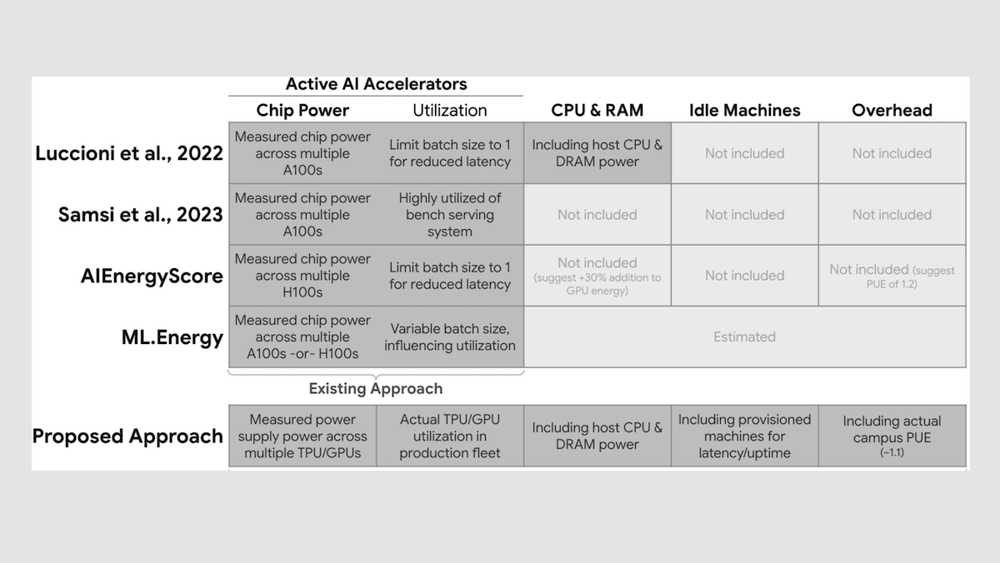 Active AI Accelerators
Chip Power
Utilization
CPU & RAM
Idle Machines
Overhead
Luccioni et al., 2022
Measured chip power
across multiple
A100s
Limit batch size to 1
for reduced latency
Including host CPU &
DRAM power
Not included
Not included
Samsi et al., 2023
Measured chip power
across multiple
A100s
Highly utilized of
bench serving
system
Not included
Not included
Not included
AIEnergyScore
Measured chip power
across multiple
H100s
Limit batch size to 1
for reduced latency
Not included
(suggest +30% addition to
GPU energy)
Not included
Not included (suggest
PUE of 1.2)
ML.Energy
Measured chip power
across multiple
A100s -or- H100s
Variable batch size,
influencing utilization
Estimated
Existing Approach
Proposed Approach
Measured power
supply power across
multiple TPU/GPUs
Actual TPU/GPU
utilization in
production fleet
Including host CPU &
DRAM power
Including provisioned
machines for
latency/uptime
Including actual
campus PUE
(~1.1)